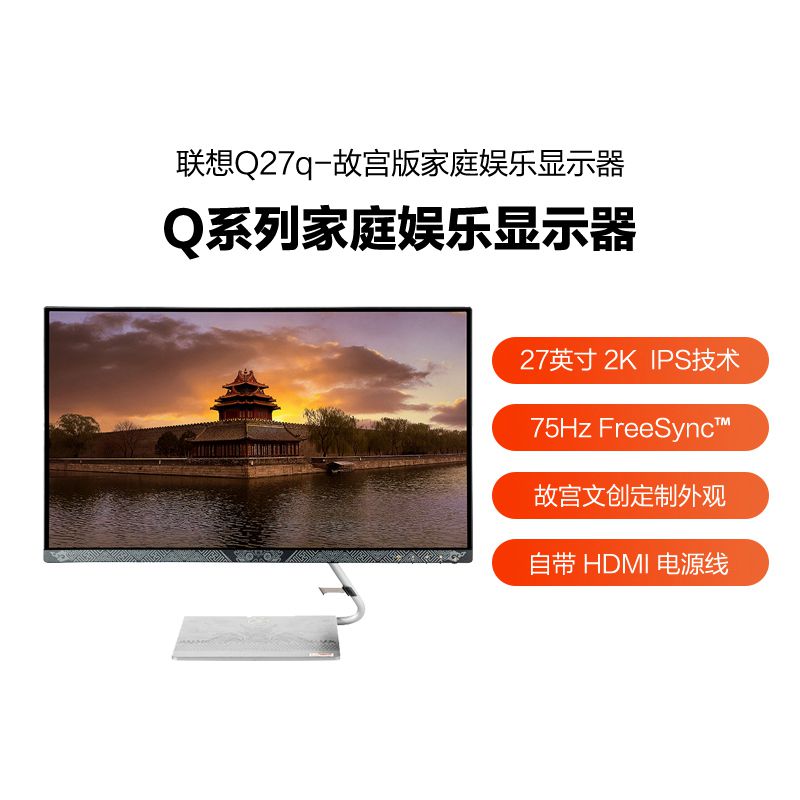 联想Q27q-故宫版家庭娱乐显示器
Q系列家庭娱乐显示器
27英寸 2K IPS技术
75Hz FreeSync™
故宫文创定制外观
自带 HDMI 电源线